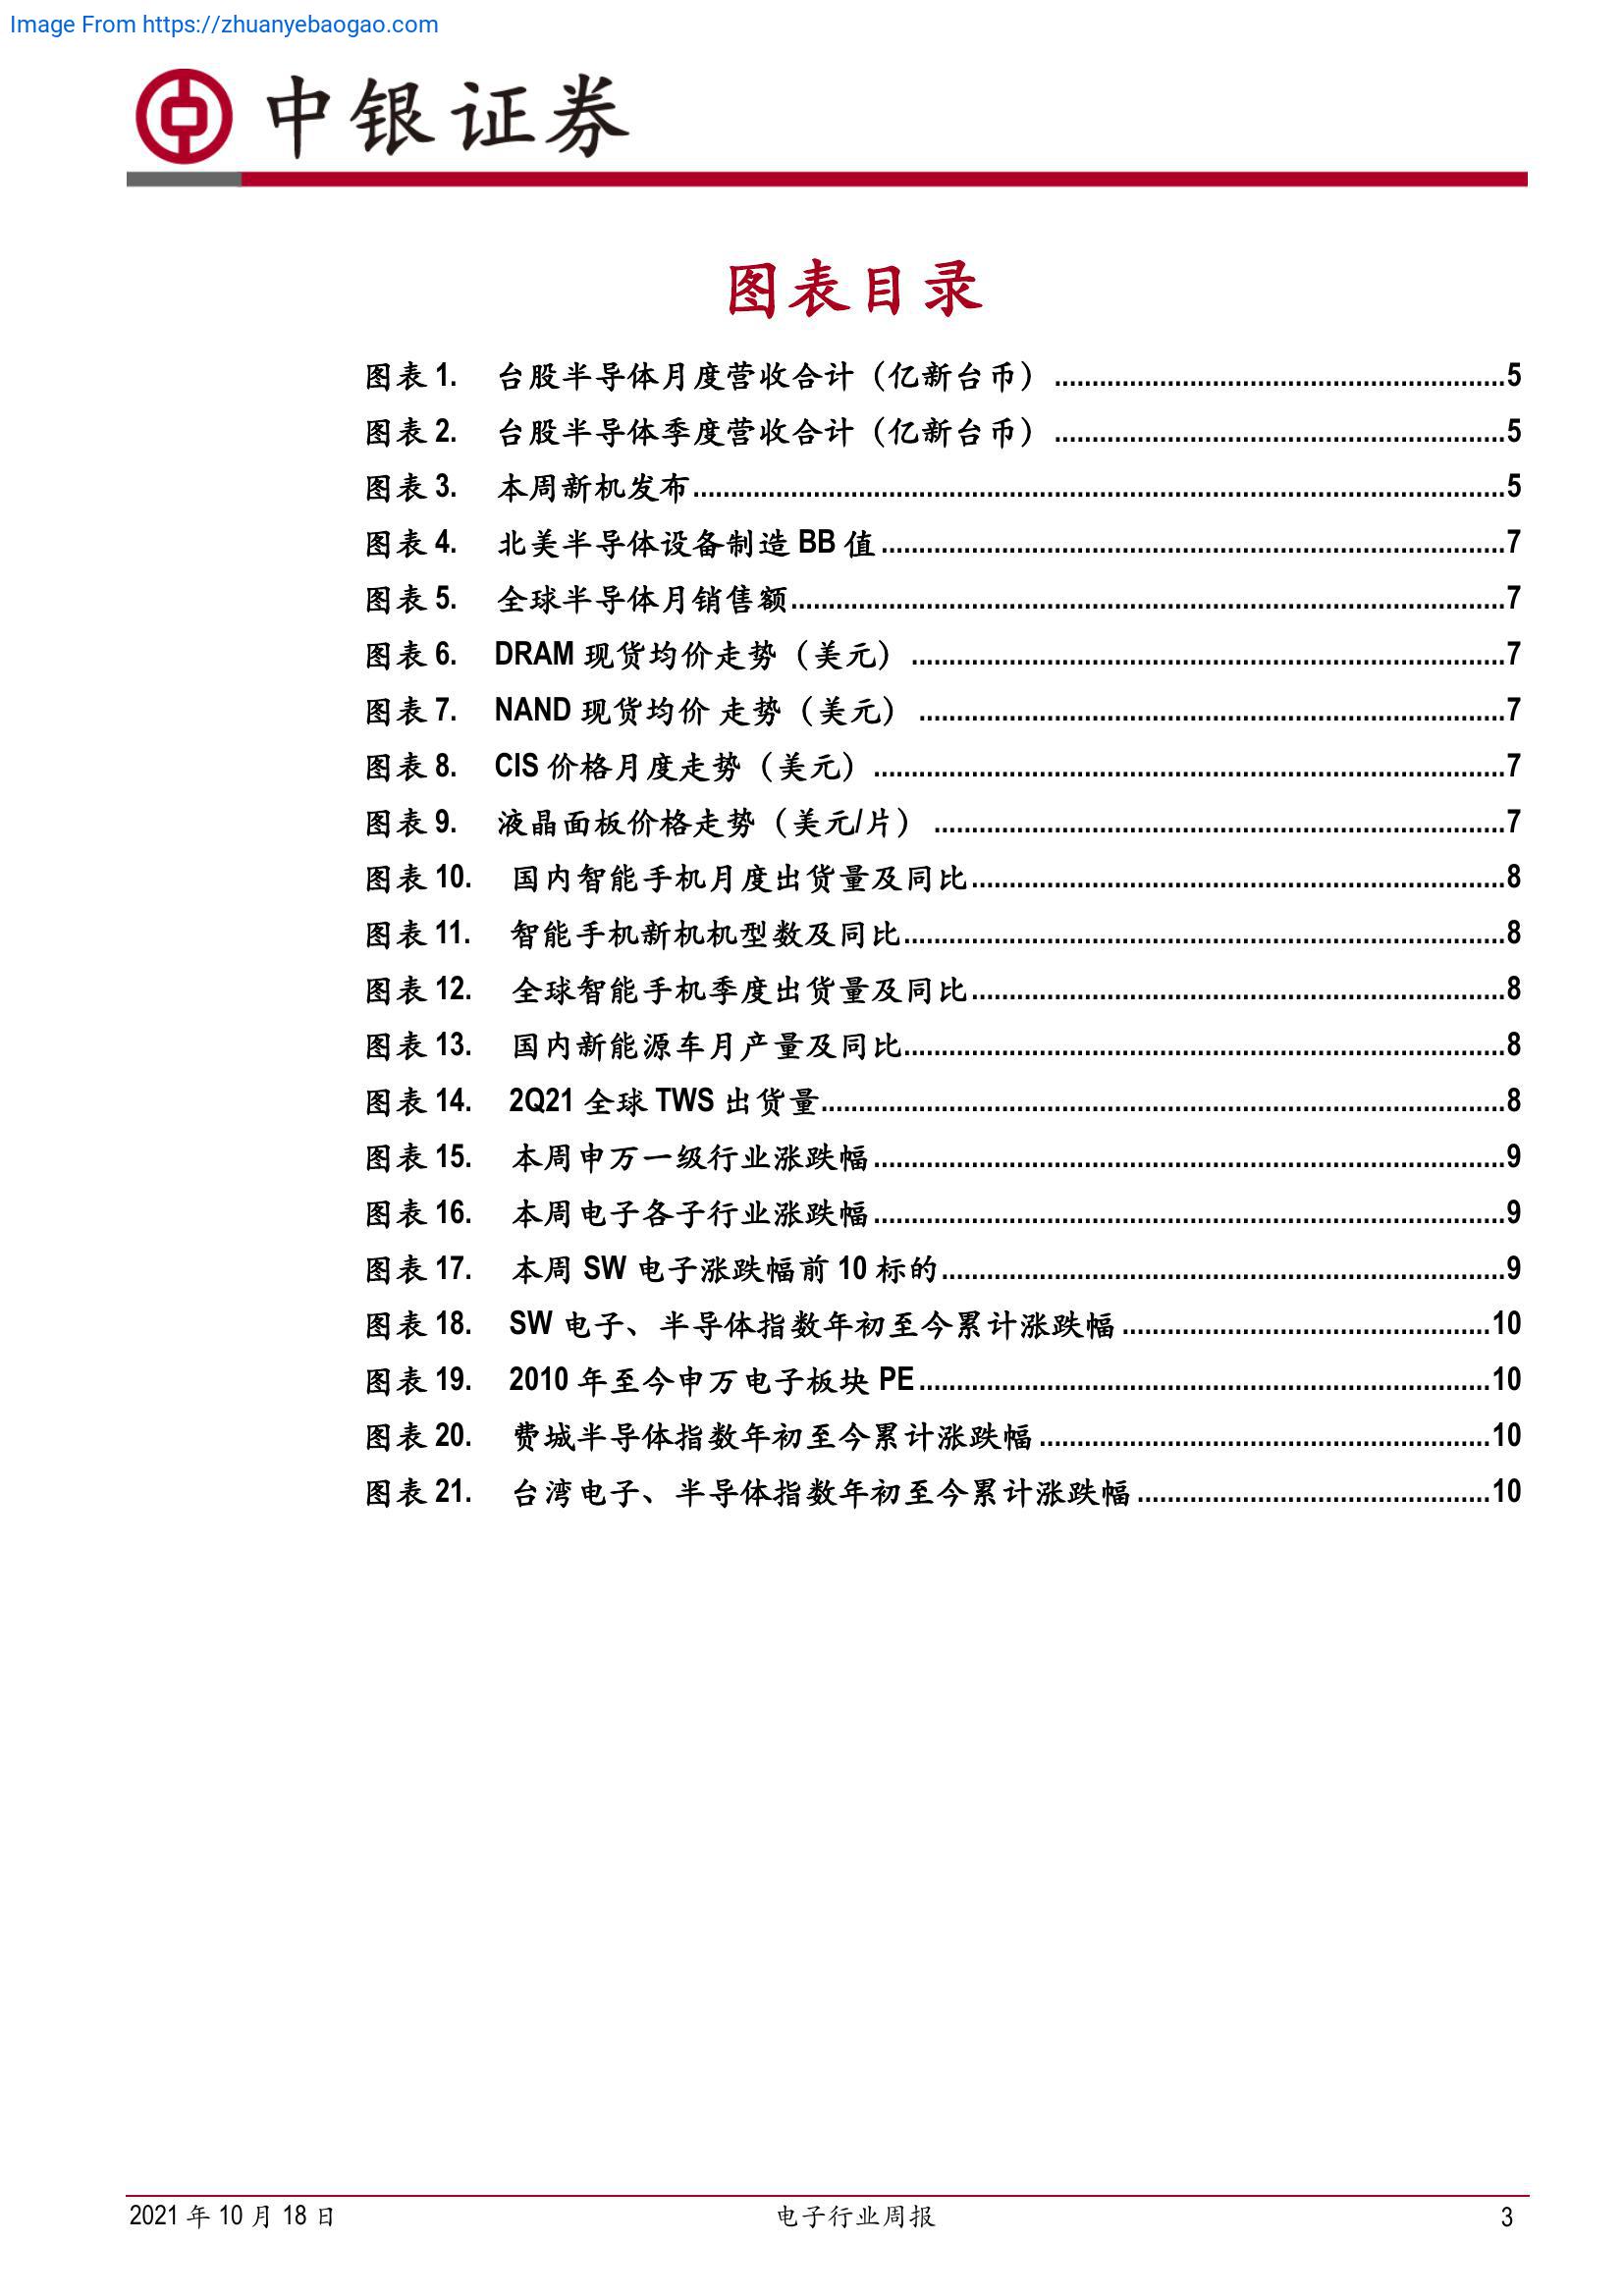 Image From https://zhuanyebaogao.com
中银证券
图表目录
图表 1. 台股半导体月度营收合计（亿新台币）...............5
图表 2. 台股半导体季度营收合计（亿新台币）...............5
图表 3. 本周新机发布...............5
图表 4. 北美半导体设备制造 BB 值...............7
图表 5. 全球半导体月销售额...............7
图表 6. DRAM 现货均价走势（美元）...............7
图表 7. NAND 现货均价 走势（美元）...............7
图表 8. CIS 价格月度走势（美元）...............7
图表 9. 液晶面板价格走势（美元/片）...............7
图表 10. 国内智能手机月度出货量及同比...............8
图表 11. 智能手机新机机型数及同比...............8
图表 12. 全球智能手机季度出货量及同比...............8
图表 13. 国内新能源车月产量及同比...............8
图表 14. 2Q21 全球 TWS 出货量...............8
图表 15. 本周申万一级行业涨跌幅...............9
图表 16. 本周电子各子行业涨跌幅...............9
图表 17. 本周 SW 电子涨跌幅前 10 标的...............9
图表 18. SW 电子、半导体指数年初至今累计涨跌幅...............10
图表 19. 2010 年至今申万电子板块 PE...............10
图表 20. 费城半导体指数年初至今累计涨跌幅...............10
图表 21. 台湾电子、半导体指数年初至今累计涨跌幅...............10
2021 年 10 月 18 日 电子行业周报 3